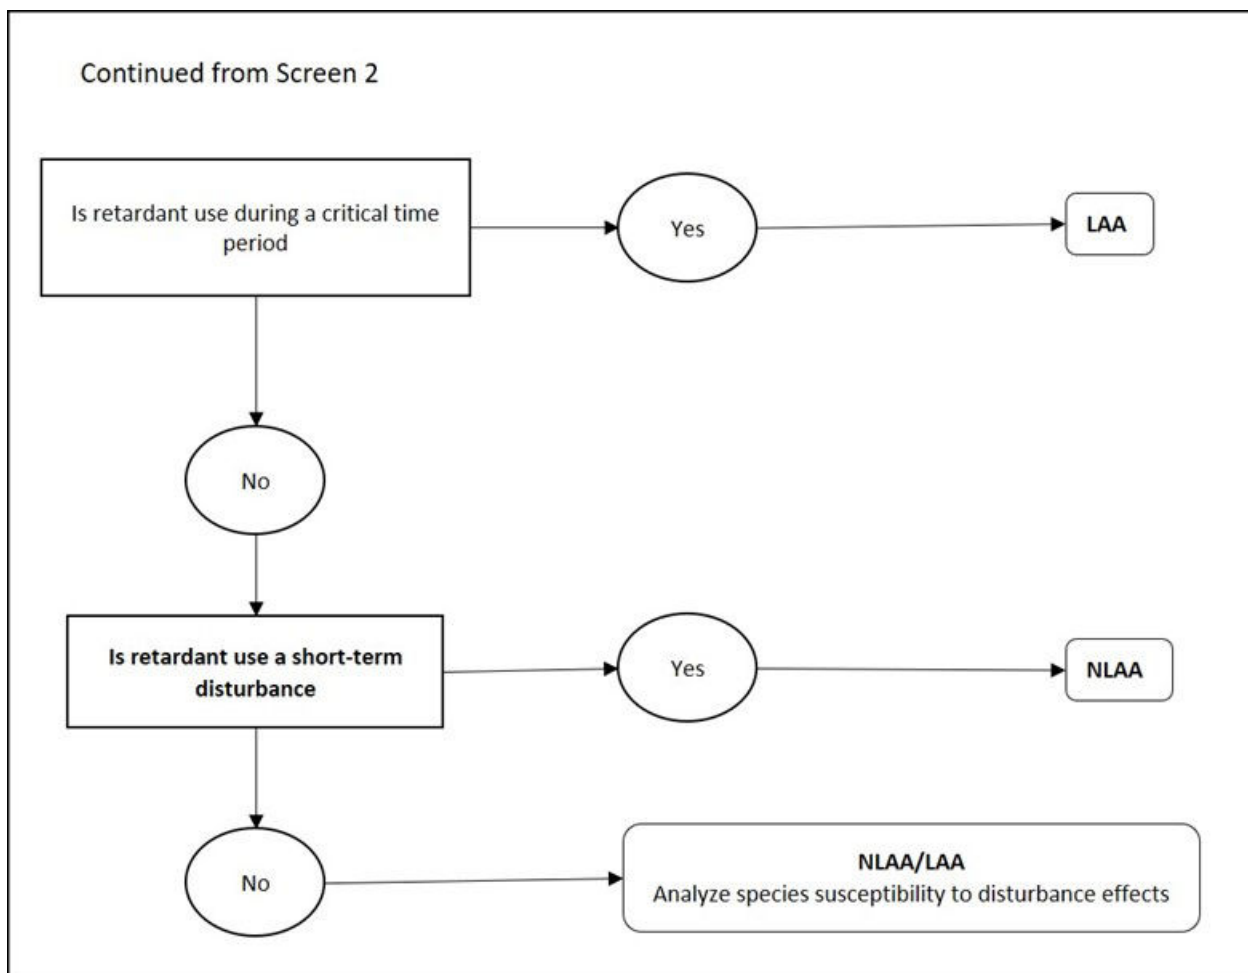 Continued from Screen 2
Is retardant use during a critical time
period
Yes
LAA
No
Is retardant use a short-term
disturbance
Yes
NLAA
No
NLAA/LAA
Analyze species susceptibility to disturbance effects